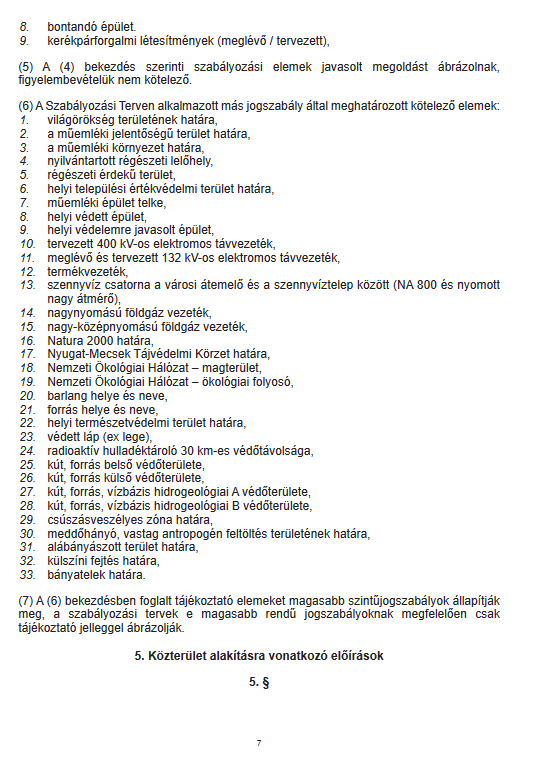 8. bontandó épület.
9. kerékpárforgalmi létesítmények (meglévő / tervezett),
(5) A (4) bekezdés szerinti szabályozási elemek javasolt megoldást ábrázolnak,
figyelembevételük nem kötelező.
(6) A Szabályozási Terven alkalmazott más jogszabály által meghatározott kötelező elemek:
1. világörökség területének határa,
2. a műemléki jelentőségű terület határa,
3. a műemléki környezet határa,
4. nyilvántartott régészeti lelőhely,
5. régészeti érdekű terület,
6. helyi települési értékvédelmi terület határa,
7. műemléki épület telke,
8. helyi védett épület,
9. helyi védelemre javasolt épület,
10. tervezett 400 kV-os elektromos távvezeték,
11. meglévő és tervezett 132 kV-os elektromos távvezeték,
12. termékvezeték,
13. szennyvíz csatorna a városi átemelő és a szennyvíztelep között (NA 800 és nyomott
nagy átmérő),
14. nagynyomású földgáz vezeték,
15. nagy-középnyomású földgáz vezeték,
16. Natura 2000 határa,
17. Nyugat-Mecsek Tájvédelmi Körzet határa,
18. Nemzeti Ökológiai Hálózat – magterület,
19. Nemzeti Ökológiai Hálózat – ökológiai folyosó,
20. barlang helye és neve,
21. forrás helye és neve,
22. helyi természetvédelmi terület határa,
23. védett láp (ex lege),
24. radioaktív hulladéktároló 30 km-es védőtávolsága,
25. kút, forrás belső védőterülete,
26. kút, forrás külső védőterülete,
27. kút, forrás, vízbázis hidrogeológiai A védőterülete,
28. kút, forrás, vízbázis hidrogeológiai B védőterülete,
29. csúszásveszélyes zóna határa,
30. meddőhányó, vastag antropogén feltöltés területének határa,
31. alábányászott terület határa,
32. külszíni fejtés határa,
33. bányatelek határa.
(7) A (6) bekezdésben foglalt tájékoztató elemeket magasabb szintűjogszabályok állapítják
meg, a szabályozási tervek e magasabb rendű jogszabályoknak megfelelően csak
tájékoztató jelleggel ábrázolják.
5. Közterület alakításra vonatkozó előírások
5. §
7